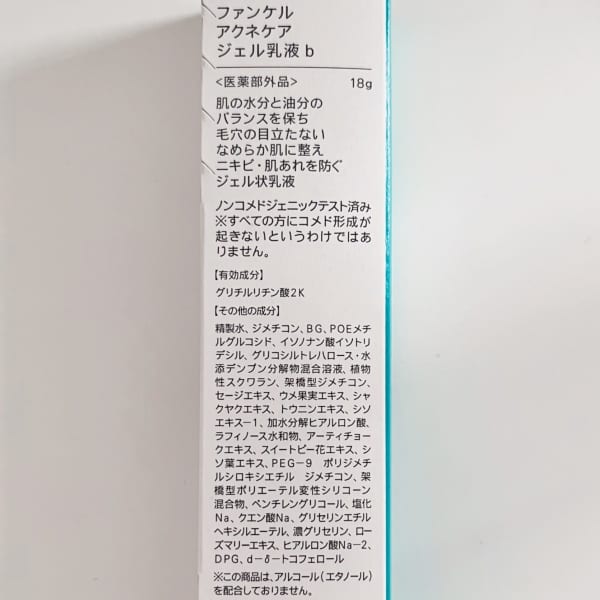 ファンケル
アクネケア
ジェル乳液 b
<医薬部外品> 18g
肌の水分と油分の
バランスを保ち
毛穴の目立たない
なめらか肌に整え
ニキビ・肌あれを防ぐ
ジェル状乳液
ノンコメドジェニックテスト済み
※すべての方にコメド形成が
起きないというわけではあ
りません。
【有効成分】
グリチルリチン酸2K
【その他の成分】
精製水、ジメチコン、BG、POEメチ
ルグルコシド、イソノナン酸イソトリ
デシル、グリコシルトレハロース・水
添デンプン分解物混合溶液、植物
性スクワラン、架橋型ジメチコン、
セージエキス、ウメ果実エキス、シャ
クヤクエキス、トウニンエキス、シソ
エキス-1、加水分解ヒアルロン酸、
ラフィノース水和物、アーティチョー
クエキス、スイートピー花エキス、シ
ソ葉エキス、PEG-9 ポリジメチ
ルシロキシエチル ジメチコン、架
橋型ポリエーテル変性シリコーン
混合物、ペンチレングリコール、塩化
Na、クエン酸Na、グリセリンエチル
ヘキシルエーテル、濃グリセリン、ロー
ズマリーエキス、ヒアルロン酸Na-2、
DPG、d-δ-トコフェロール
※この商品は、アルコール(エタノール)
を配合しておりません。